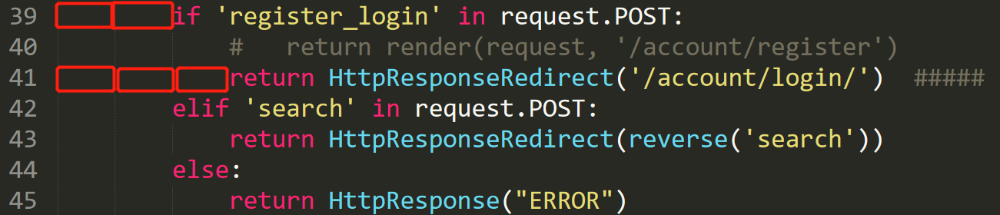 39        if 'register_login' in request.POST:
40            #   return render(request, '/account/register')
41            return HttpResponseRedirect('/account/login/')  #####
42        elif 'search' in request.POST:
43            return HttpResponseRedirect(reverse('search'))
44        else:
45            return HttpResponse("ERROR")